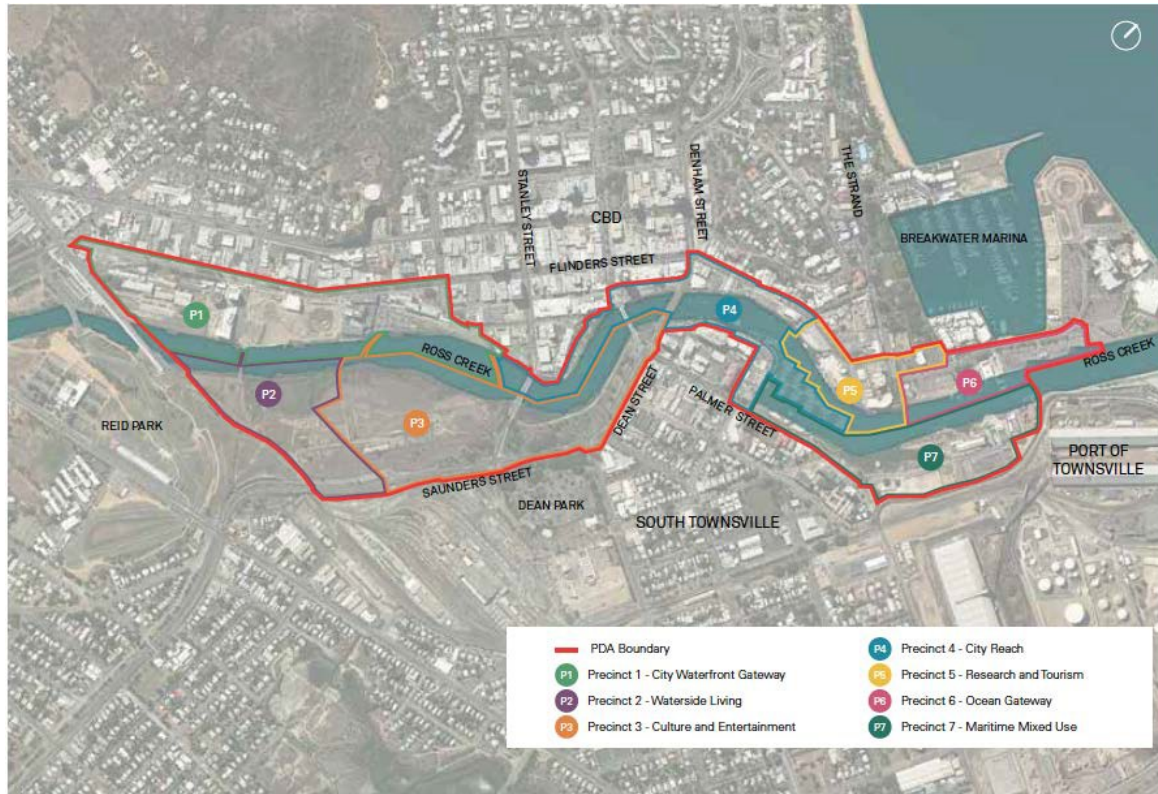 STANLEY STREET
CBD
DENHAM STREET
THE STRAND
BREAKWATER MARINA
FLINDERS STREET
P1
ROSS CREEK
P4
ROSS CREEK
P2
P3
REID PARK
DEAN STREET
PALMER STREET
P5
P6
P7
PORT OF
TOWNSVILLE
SAUNDERS STREET
DEAN PARK
SOUTH TOWNSVILLE
PDA Boundary
P1 Precinct 1 - City Waterfront Gateway
P2 Precinct 2 - Waterside Living
P3 Precinct 3 - Culture and Entertainment
P4 Precinct 4 - City Reach
P5 Precinct 5 - Research and Tourism
P6 Precinct 6 - Ocean Gateway
P7 Precinct 7 - Maritime Mixed Use